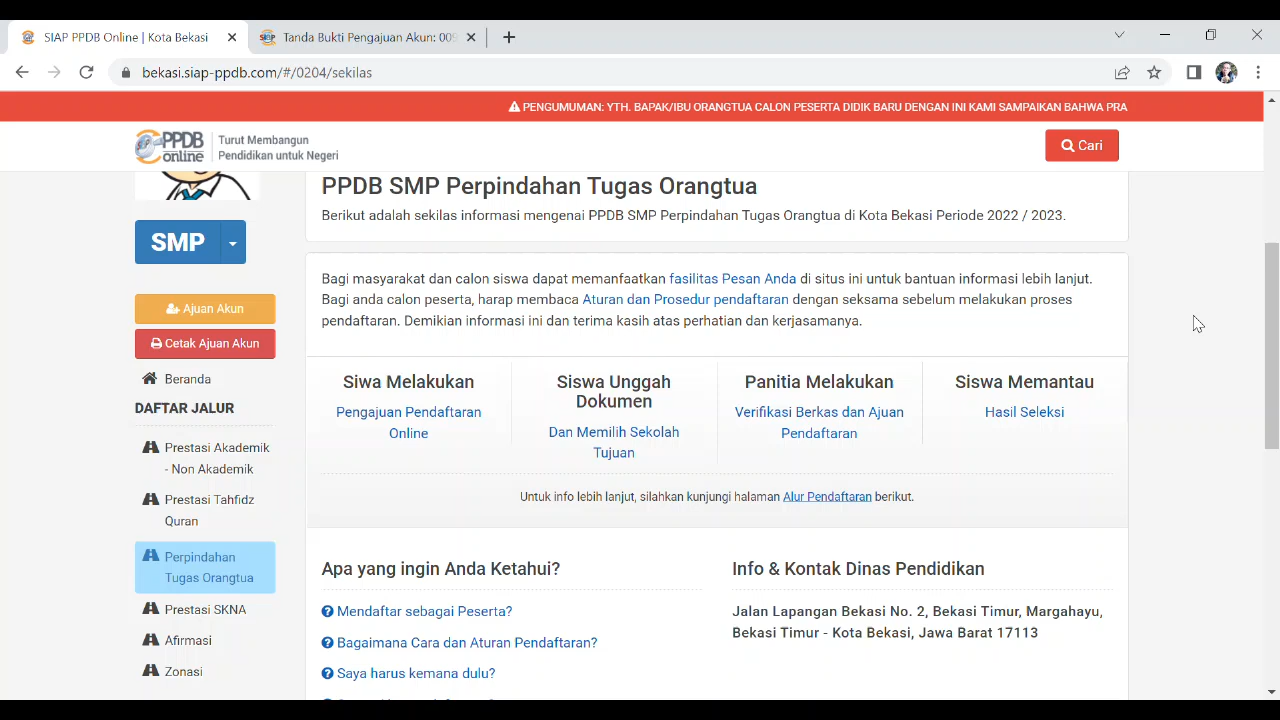 SIAP PPDB Online | Kota Bekasi
Tanda Bukti Pengajuan Akun: 009
bekasi.siap-ppdb.com/#/0204/sekilas
PENGUMUMAN: YTH. BAPAK/IBU ORANGTUA CALON PESERTA DIDIK BARU DENGAN INI KAMI SAMPAIKAN BAHWA PRA
PPDB online
Turut Membangun
Pendidikan untuk Negeri
Cari
SMP
Ajuan Akun
Cetak Ajuan Akun
Beranda
DAFTAR JALUR
Prestasi Akademik
- Non Akademik
Prestasi Tahfidz
Quran
Perpindahan
Tugas Orangtua
Prestasi SKNA
Afirmasi
Zonasi
PPDB SMP Perpindahan Tugas Orangtua
Berikut adalah sekilas informasi mengenai PPDB SMP Perpindahan Tugas Orangtua di Kota Bekasi Periode 2022 / 2023.
Bagi masyarakat dan calon siswa dapat memanfaatkan fasilitas Pesan Anda di situs ini untuk bantuan informasi lebih lanjut.
Bagi anda calon peserta, harap membaca Aturan dan Prosedur pendaftaran dengan seksama sebelum melakukan proses
pendaftaran. Demikian informasi ini dan terima kasih atas perhatian dan kerjasamanya.
Siwa Melakukan
Pengajuan Pendaftaran
Online
Siswa Unggah
Dokumen
Dan Memilih Sekolah
Tujuan
Panitia Melakukan
Verifikasi Berkas dan Ajuan
Pendaftaran
Siswa Memantau
Hasil Seleksi
Untuk info lebih lanjut, silahkan kunjungi halaman Alur Pendaftaran berikut.
Apa yang ingin Anda Ketahui?
Mendaftar sebagai Peserta?
Bagaimana Cara dan Aturan Pendaftaran?
Saya harus kemana dulu?
Info & Kontak Dinas Pendidikan
Jalan Lapangan Bekasi No. 2, Bekasi Timur, Margahayu,
Bekasi Timur - Kota Bekasi, Jawa Barat 17113